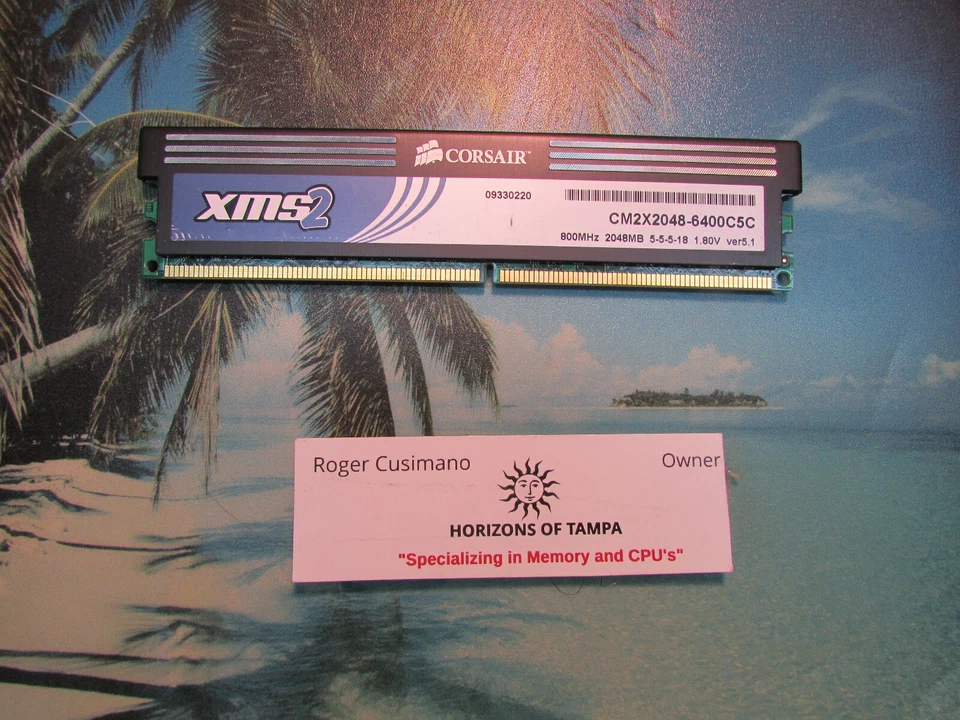 CORSAIR™
xms2
09330220
CM2X2048-6400C5C
800MHz 2048MB 5-5-5-18 1.80V ver5.1
Roger Cusimano
Owner
HORIZONS OF TAMPA
"Specializing in Memory and CPU's"